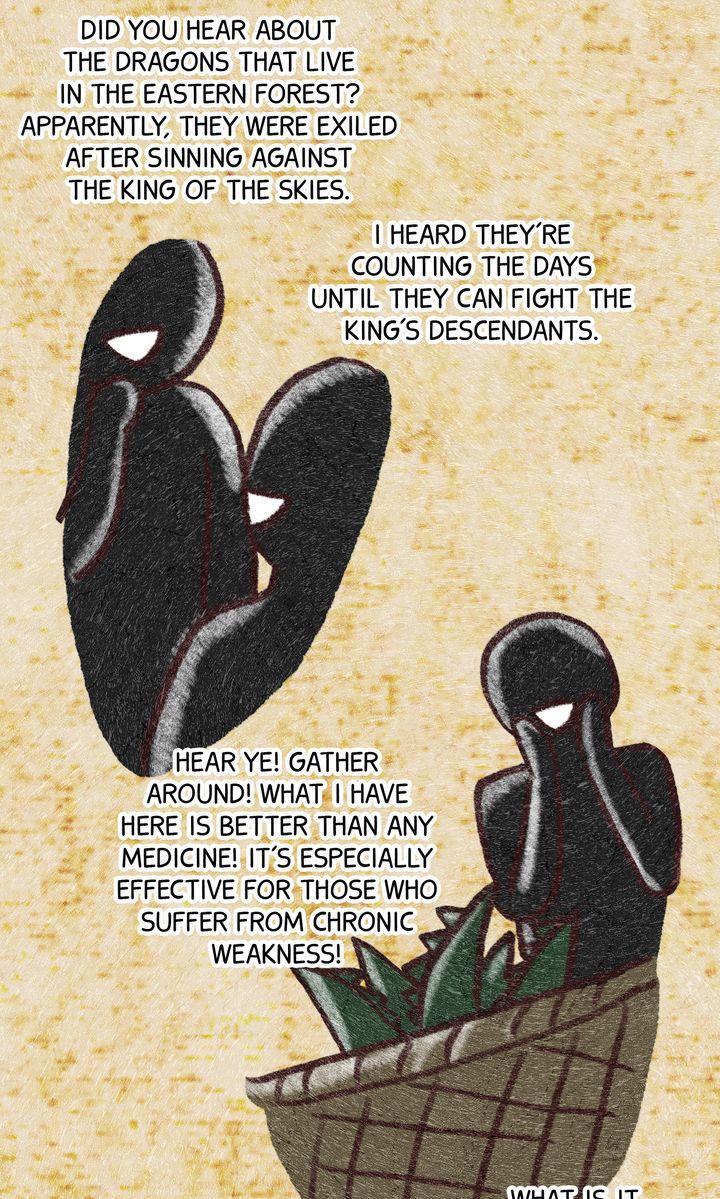 DID YOU HEAR ABOUT
THE DRAGONS THAT LIVE
IN THE EASTERN FOREST?
APPARENTLY, THEY WERE EXILED
AFTER SINNING AGAINST
THE KING OF THE SKIES.
I HEARD THEY'RE
COUNTING THE DAYS
UNTIL THEY CAN FIGHT THE
KING'S DESCENDANTS.
HEAR YE! GATHER
AROUND! WHAT I HAVE
HERE IS BETTER THAN ANY
MEDICINE! IT'S ESPECIALLY
EFFECTIVE FOR THOSE WHO
SUFFER FROM CHRONIC
WEAKNESS!
WHAT IS IT